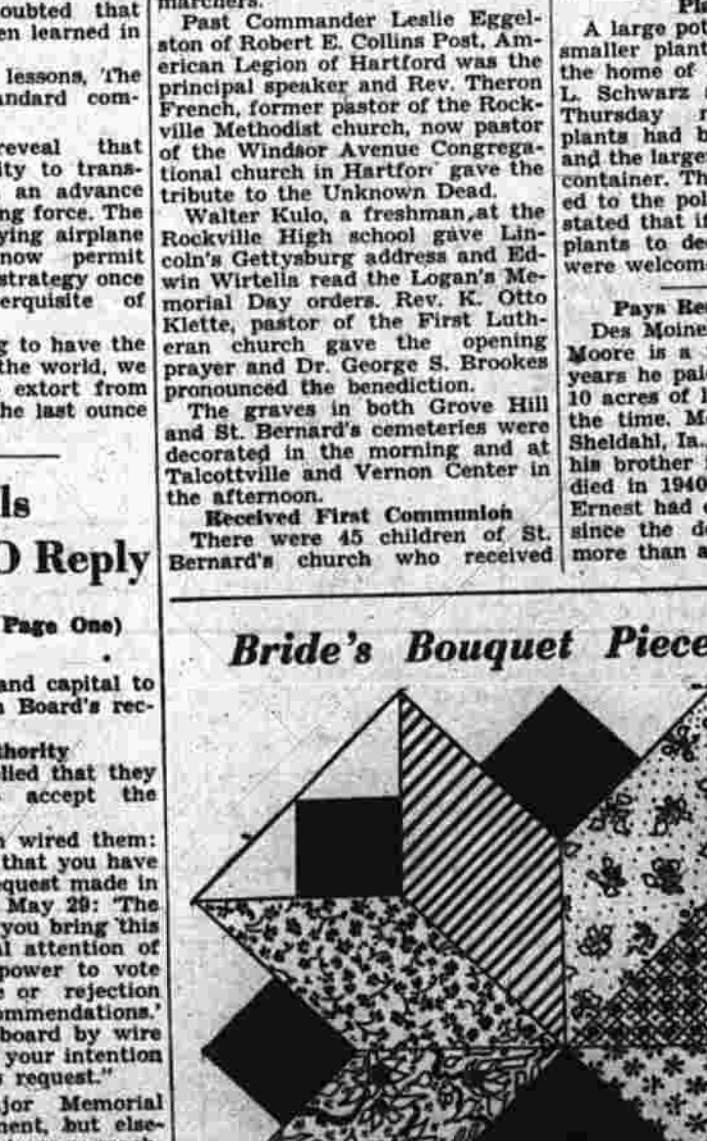 oubted that
en learned in
lessons, The
andard com-
reveal that
ity to trans-
an advance
ng force. The
ying airplane
now permit
strategy once
erquisite of
g to have the
the world, we
extort from
he last ounce
ls
O Reply
Page One)
and capital to
n Board's rec-
thority
lied that they
accept the
n wired them:
that you have
equest made in
May 29: 'The
you bring this
al attention of
power to vote
e or rejection
ommendations.'
board by wire
your intention
s request."
jor Memorial
ment, but else-
marchers.
Past Commander Leslie Eggel-
ston of Robert E. Collins Post, Am-
erican Legion of Hartford was the
principal speaker and Rev. Theron
French, former pastor of the Rock-
ville Methodist church, now pastor
of the Windsor Avenue Congrega-
tional church in Hartfor gave the
tribute to the Unknown Dead.
Walter Kulo, a freshman at the
Rockville High school gave Lin-
coln's Gettysburg address and Ed-
win Wirtella read the Logan's Me-
morial Day orders. Rev. K. Otto
Klette, pastor of the First Luth-
eran church gave the opening
prayer and Dr. George S. Brookes
pronounced the benediction.
The graves in both Grove Hill
and St. Bernard's cemeteries were
decorated in the morning and at
Talcottville and Vernon Center in
the afternoon.
Received First Communion
There were 45 children of St.
Bernard's church who received
Pl
A large pot
smaller plant
the home of
L. Schwarz
Thursday
plants had b
and the large
container. Th
ed to the pol
stated that if
plants to de
were welcom
Pays Re
Des Moine
Moore is a
years he paid
10 acres of l
the time. M
Sheldahl, Ia.,
his brother
died in 1940
Ernest had
since the d
more than a
Bride's Bouquet Piece